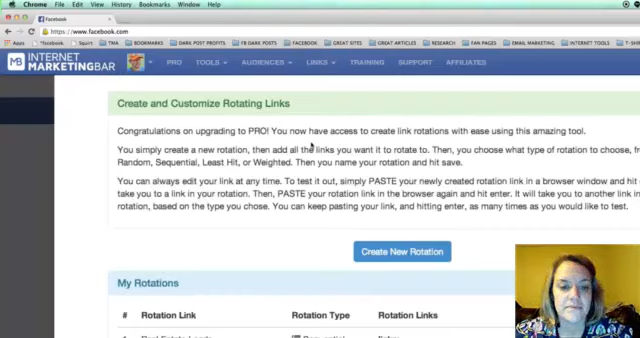 Chrome File Edit View History Bookmarks Window Help
Facebook
https://www.facebook.com
Apps *facebook Squirt TMA BOOKMARKS DARK POST PROFITS FB DARK POSTS FACEBOOK GREAT SITES GREAT ARTICLES RESEARCH FAN PAGES EMAIL MARKETING INTERNET T-SHI
MB INTERNET MARKETINGBAR PRO TOOLS AUDIENCES LINKS TRAINING SUPPORT AFFILIATES
Create and Customize Rotating Links
Congratulations on upgrading to PRO! You now have access to create link rotations with ease using this amazing tool.
You simply create a new rotation, then add all the links you want it to rotate to. Then, you choose what type of rotation to choose, fr
Random, Sequential, Least Hit, or Weighted. Then you name your rotation and hit save.
You can always edit your link at any time. To test it out, simply PASTE your newly created rotation link in a browser window and hit
take you to a link in your rotation. Then, PASTE your rotation link in the browser again and hit enter. It will take you to another link in
rotation, based on the type you chose. You can keep pasting your link, and hitting enter, as many times as you would like to test.
Create New Rotation
My Rotations
# Rotation Link Rotation Type Rotation Links